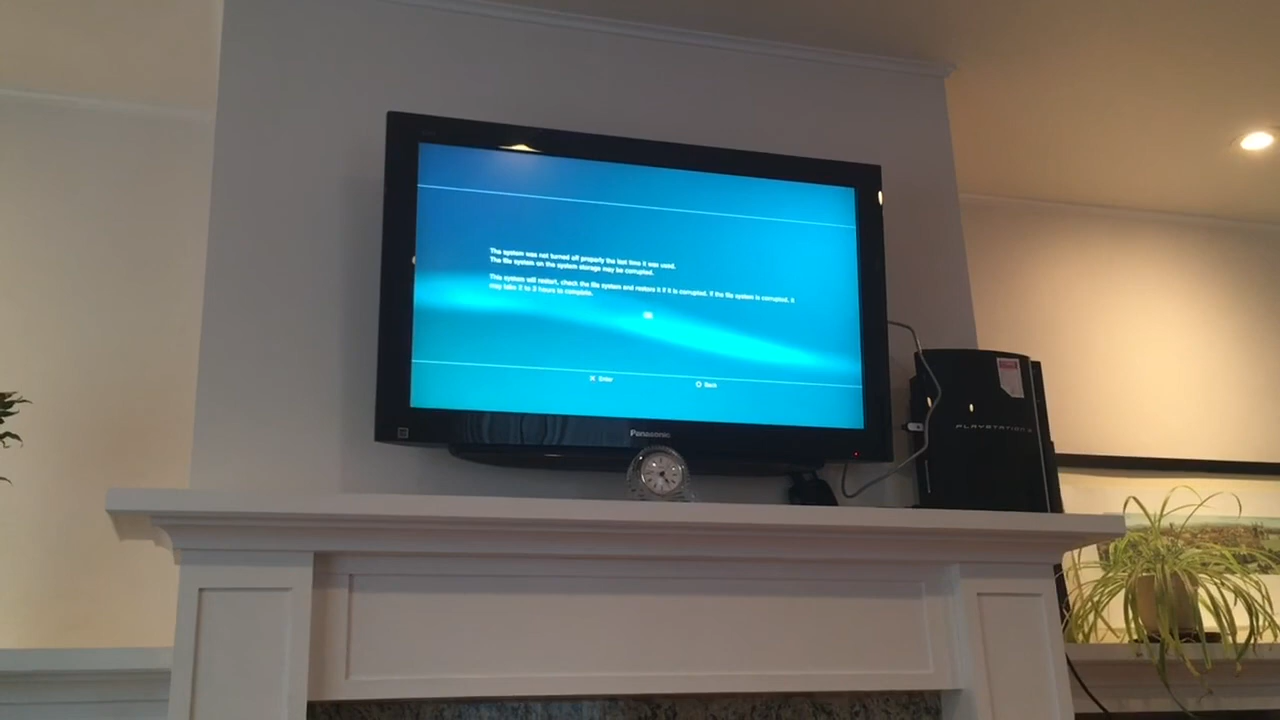 The system was not turned off properly the last time it was used.
The file system on the system storage may be corrupted.
This system will restart, check the file system and restore it if it is corrupted. If the file system is corrupted, it
may take 2 to 3 hours to complete.
OK
Enter
Back
Panasonic
PLAYSTATION 3